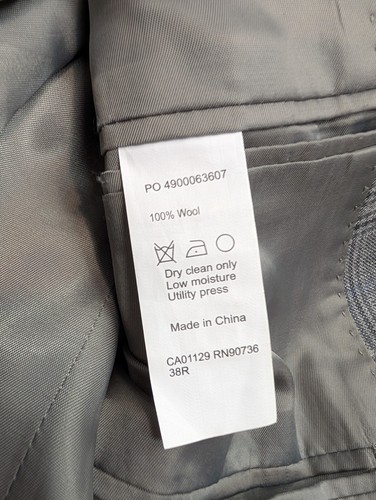 PO 4900063607
100% Wool
Dry clean only
Low moisture
Utility press
Made in China
CA01129 RN90736
38R